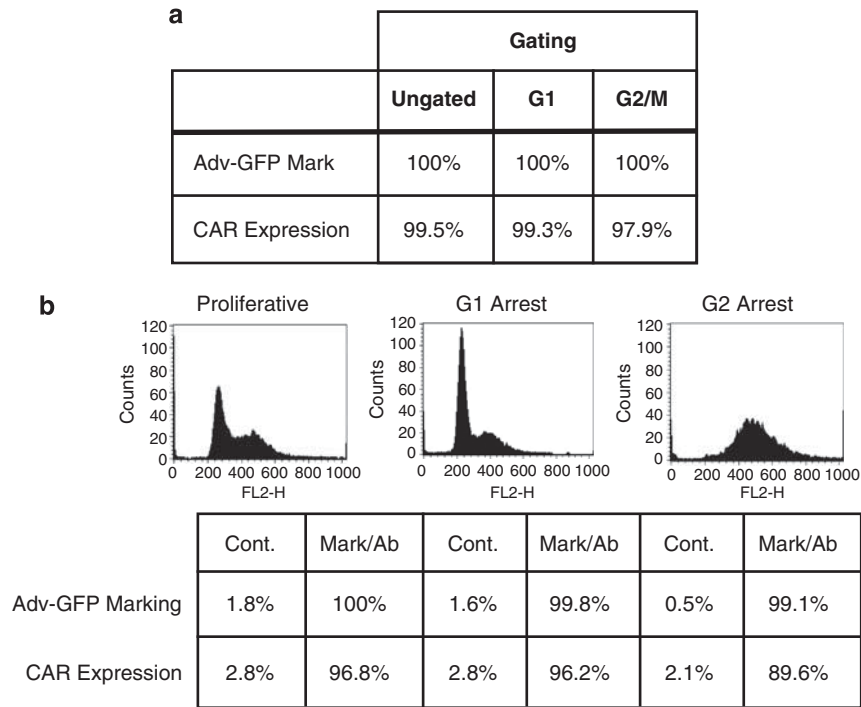 a
Gating
Ungated G1 G2/M
Adv-GFP Mark 100% 100% 100%
CAR Expression 99.5% 99.3% 97.9%
b
Proliferative G1 Arrest G2 Arrest
120 120 120
100 100 100
80 80 80
60 60 60
40 40 40
20 20 20
0 0 0
Counts Counts Counts
0 200 400 600 800 1000 0 200 400 600 800 1000 0 200 400 600 800 1000
FL2-H FL2-H FL2-H
Cont. Mark/Ab Cont. Mark/Ab Cont. Mark/Ab
Adv-GFP Marking 1.8% 100% 1.6% 99.8% 0.5% 99.1%
CAR Expression 2.8% 96.8% 2.8% 96.2% 2.1% 89.6%